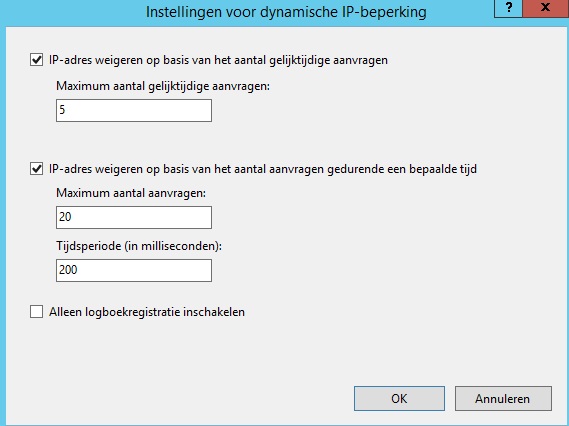 Instellingen voor dynamische IP-beperking
? x
IP-adres weigeren op basis van het aantal gelijktijdige aanvragen
Maximum aantal gelijktijdige aanvragen:
5
IP-adres weigeren op basis van het aantal aanvragen gedurende een bepaalde tijd
Maximum aantal aanvragen:
20
Tijdsperiode (in milliseconden):
200
Alleen logboekregistratie inschakelen
OK Annuleren